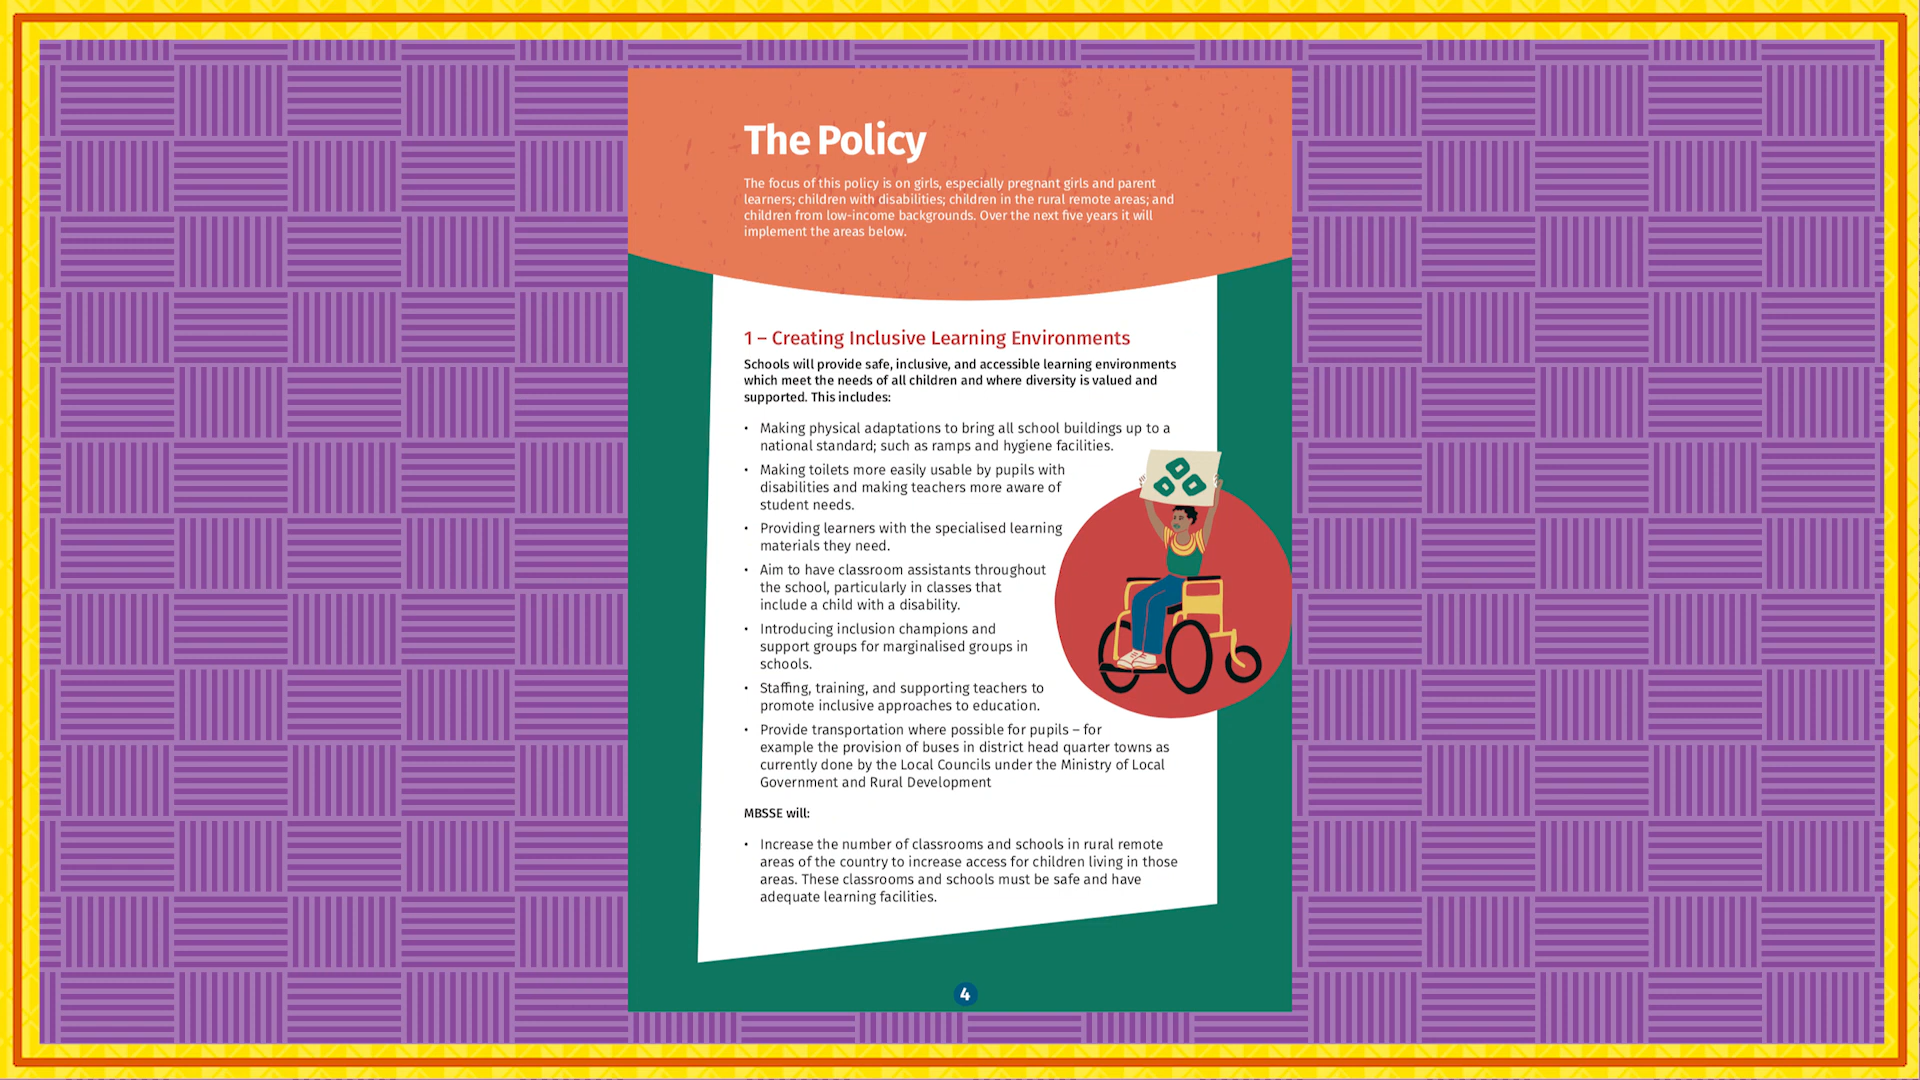 The Policy
The focus of this policy is on girls, especially pregnant girls and parent
learners; children with disabilities; children in the rural remote areas; and
children from low-income backgrounds. Over the next five years it will
implement the areas below.
1 – Creating Inclusive Learning Environments
Schools will provide safe, inclusive, and accessible learning environments
which meet the needs of all children and where diversity is valued and
supported. This includes:
• Making physical adaptations to bring all school buildings up to a
national standard; such as ramps and hygiene facilities.
• Making toilets more easily usable by pupils with
disabilities and making teachers more aware of
student needs.
• Providing learners with the specialised learning
materials they need.
• Aim to have classroom assistants throughout
the school, particularly in classes that
include a child with a disability.
• Introducing inclusion champions and
support groups for marginalised groups in
schools.
• Staffing, training, and supporting teachers to
promote inclusive approaches to education.
• Provide transportation where possible for pupils – for
example the provision of buses in district head quarter towns as
currently done by the Local Councils under the Ministry of Local
Government and Rural Development
MBSSE will:
• Increase the number of classrooms and schools in rural remote
areas of the country to increase access for children living in those
areas. These classrooms and schools must be safe and have
adequate learning facilities.
4